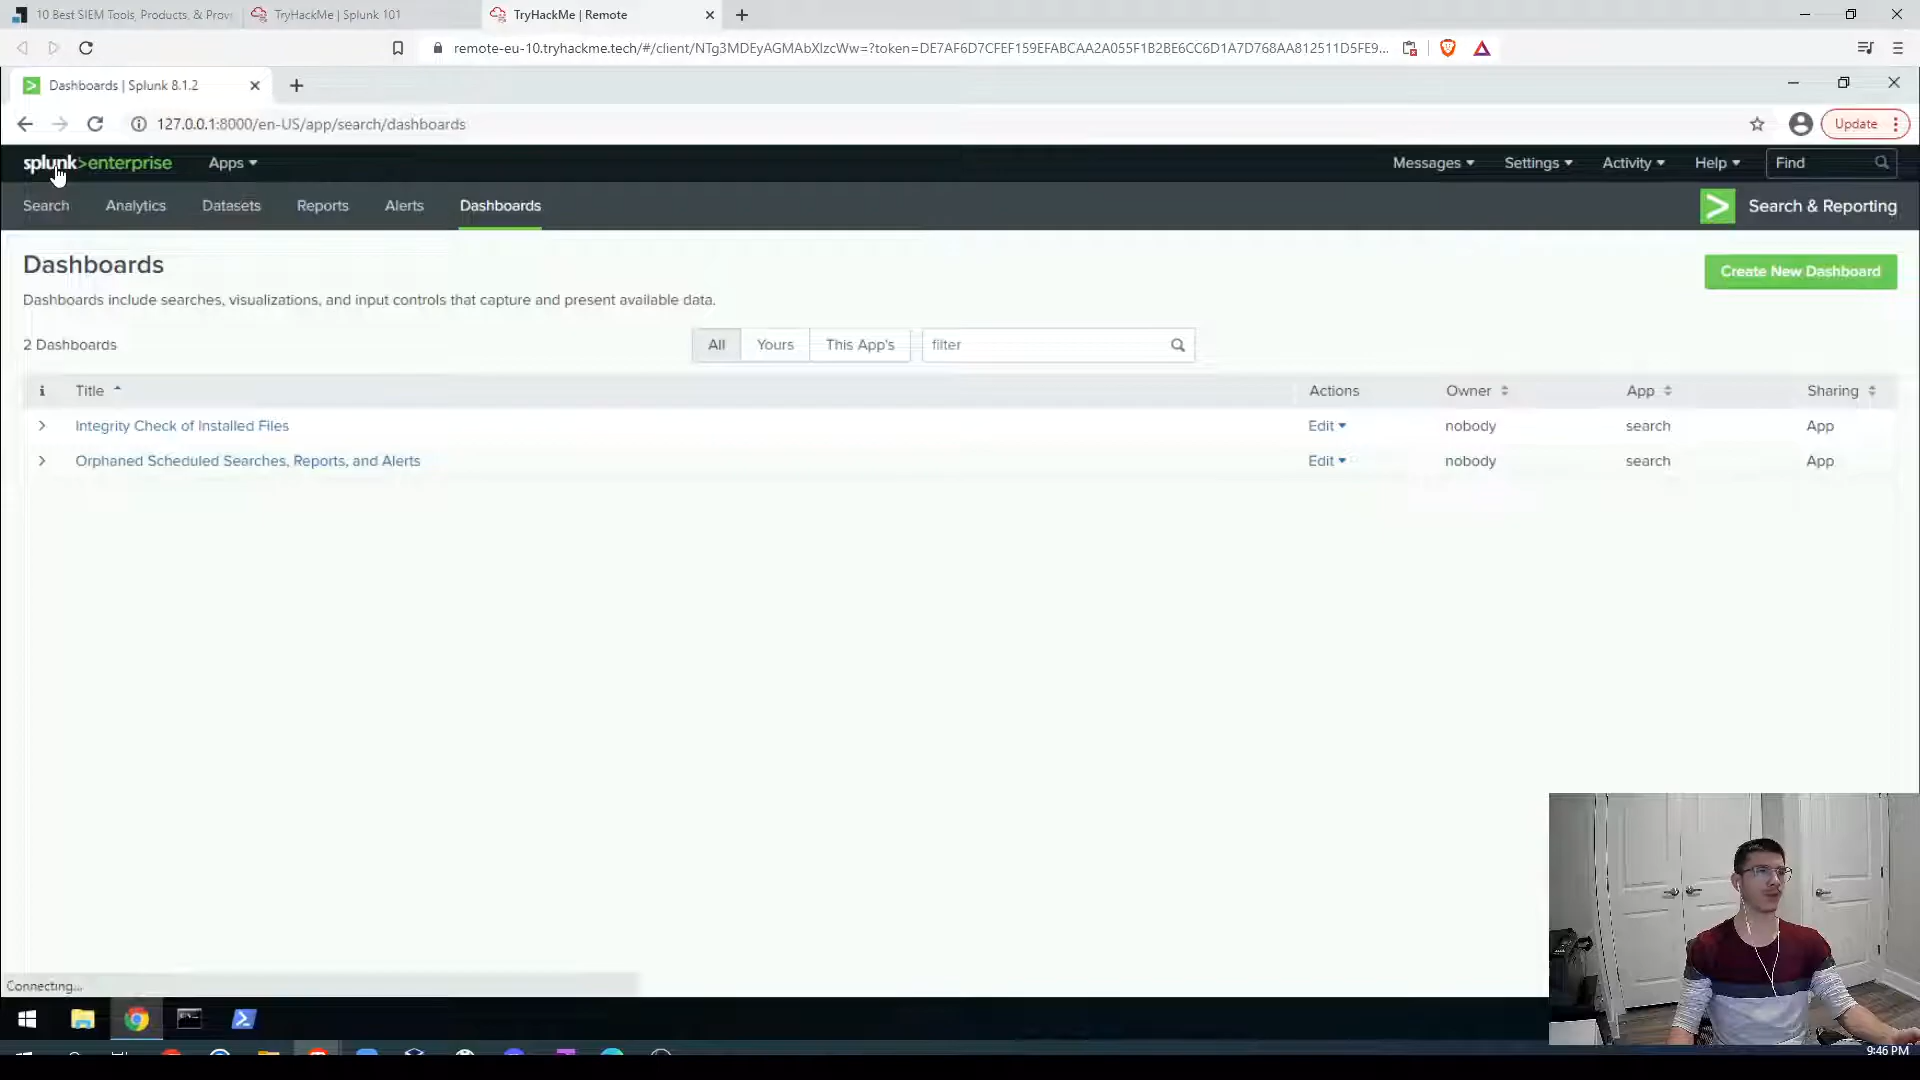 10 Best SIEM Tools, Products, & Prov
TryHackMe | Splunk 101
TryHackMe | Remote
remote-eu-10.tryhackme.tech/#/client/NTg3MDEyAGMAbXlzcWw=?token=DE7AF6D7CFEF159EFABCAA2A055F1B2BE6CC6D1A7D768AA812511D5FE9...
Dashboards | Splunk 8.1.2
127.0.0.1:8000/en-US/app/search/dashboards
Update
splunk>enterprise
Apps
Messages
Settings
Activity
Help
Find
Search
Analytics
Datasets
Reports
Alerts
Dashboards
Search & Reporting
Dashboards
Create New Dashboard
Dashboards include searches, visualizations, and input controls that capture and present available data.
2 Dashboards
All
Yours
This App's
filter
i
Title
Actions
Owner
App
Sharing
Integrity Check of Installed Files
Edit
nobody
search
App
Orphaned Scheduled Searches, Reports, and Alerts
Edit
nobody
search
App
Connecting...
9:46 PM